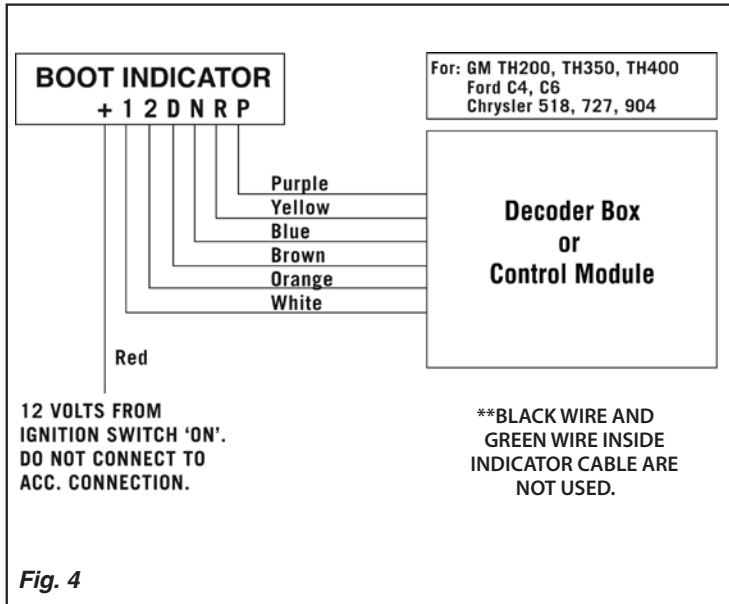 BOOT INDICATOR
+ 1 2 D N R P
For: GM TH200, TH350, TH400
Ford C4, C6
Chrysler 518, 727, 904
Purple
Yellow
Blue
Brown
Orange
White
Decoder Box
or
Control Module
Red
12 VOLTS FROM
IGNITION SWITCH 'ON'.
DO NOT CONNECT TO
ACC. CONNECTION.
**BLACK WIRE AND
GREEN WIRE INSIDE
INDICATOR CABLE ARE
NOT USED.
Fig. 4